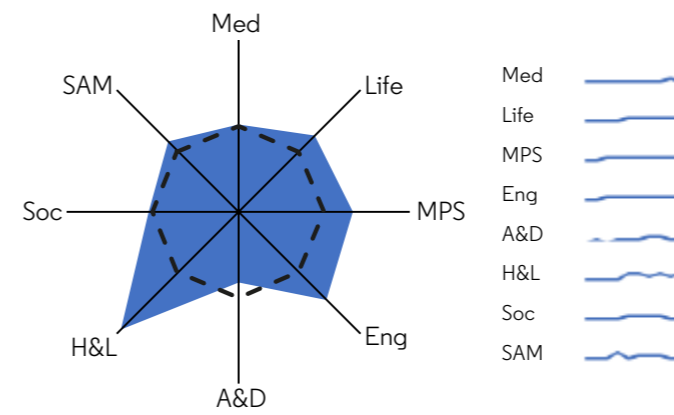 Med
SAM
Life
Soc
MPS
H&L
Eng
A&D
Med
Life
MPS
Eng
A&D
H&L
Soc
SAM